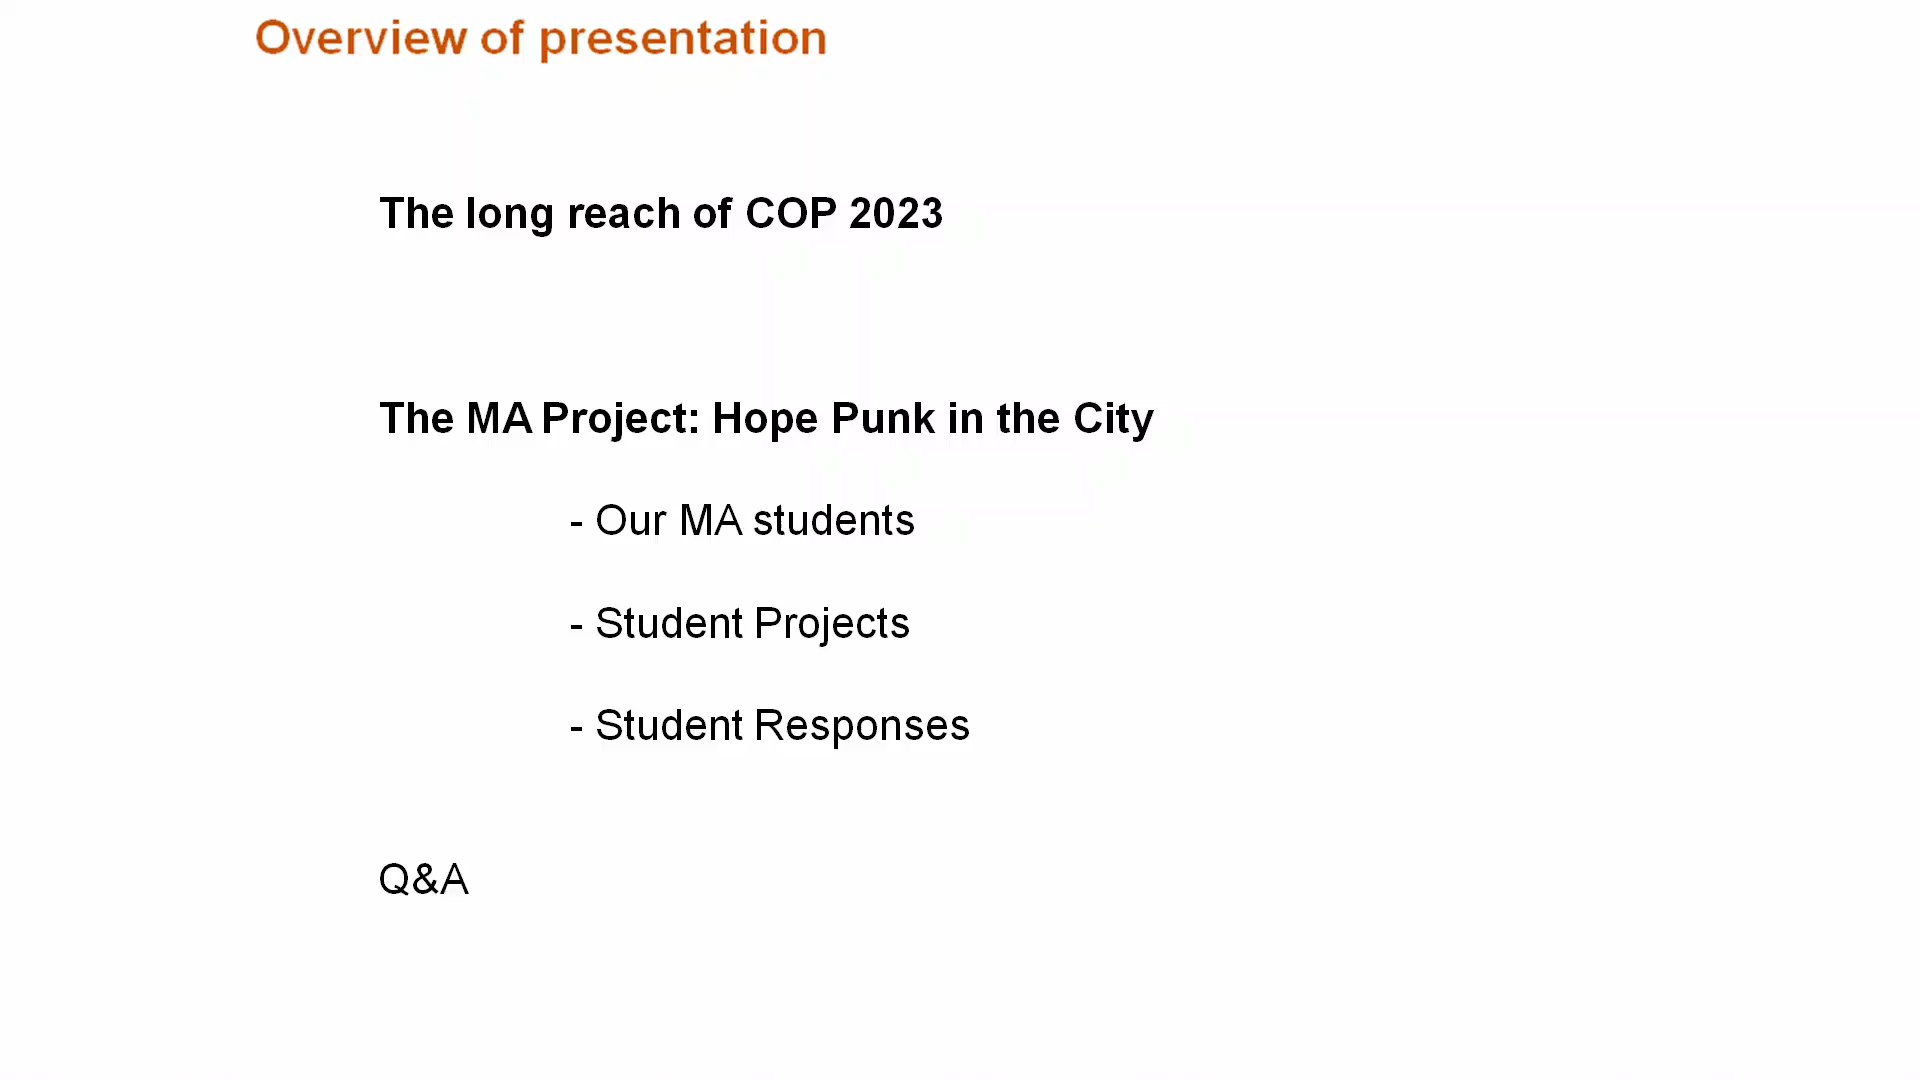 Overview of presentation
The long reach of COP 2023
The MA Project: Hope Punk in the City
- Our MA students
- Student Projects
- Student Responses
Q&A